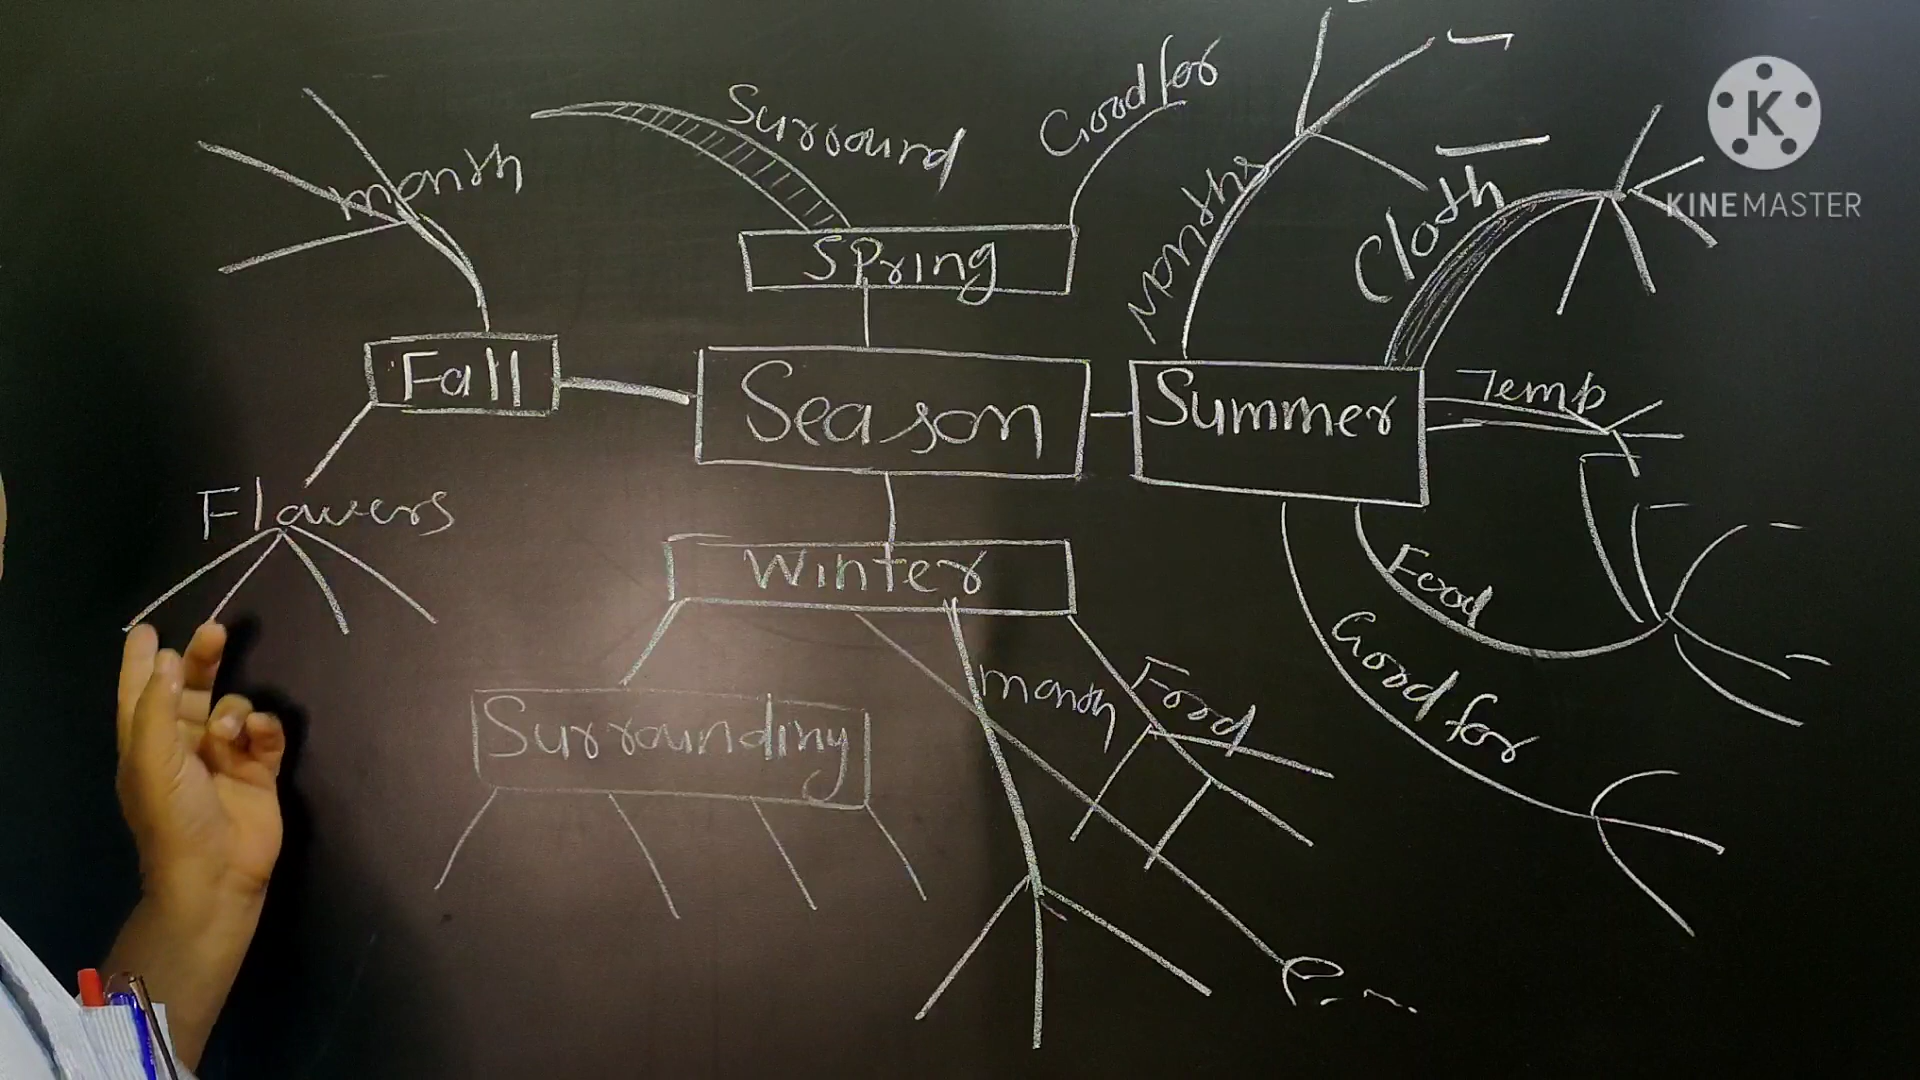 Surround
Good for
month
Months
Cloth
K
KINEMASTER
SPring
Fall
Season
Summer
Temp
Flowers
Winter
Food
Good for
month
Food
Surrounding